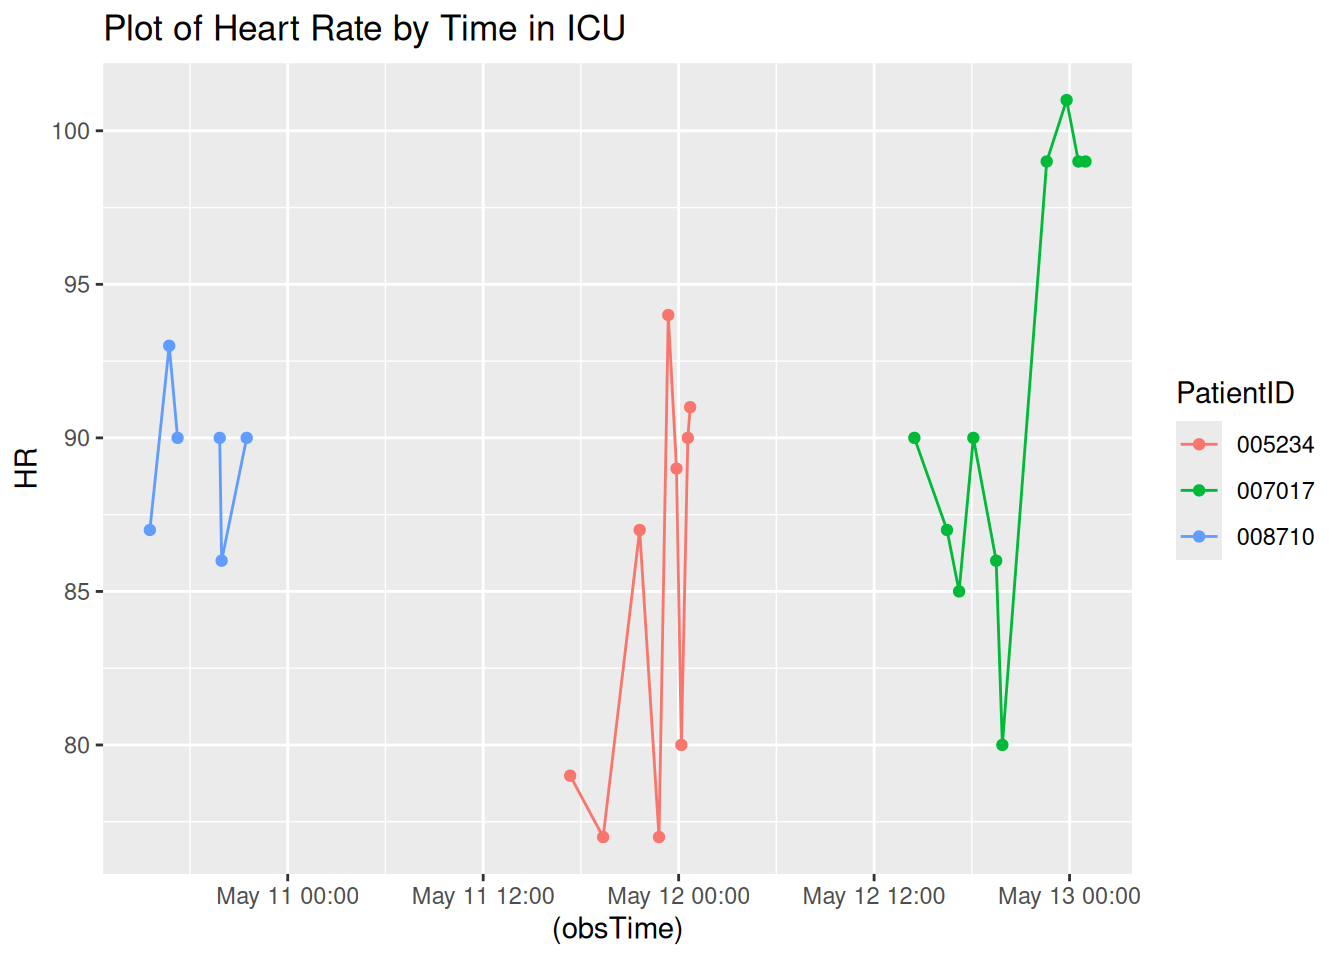 Plot of Heart Rate by Time in ICU
HR
100
95
90
85
80
May 11 00:00
May 11 12:00
May 12 00:00
May 12 12:00
May 13 00:00
(obsTime)
PatientID
005234
007017
008710